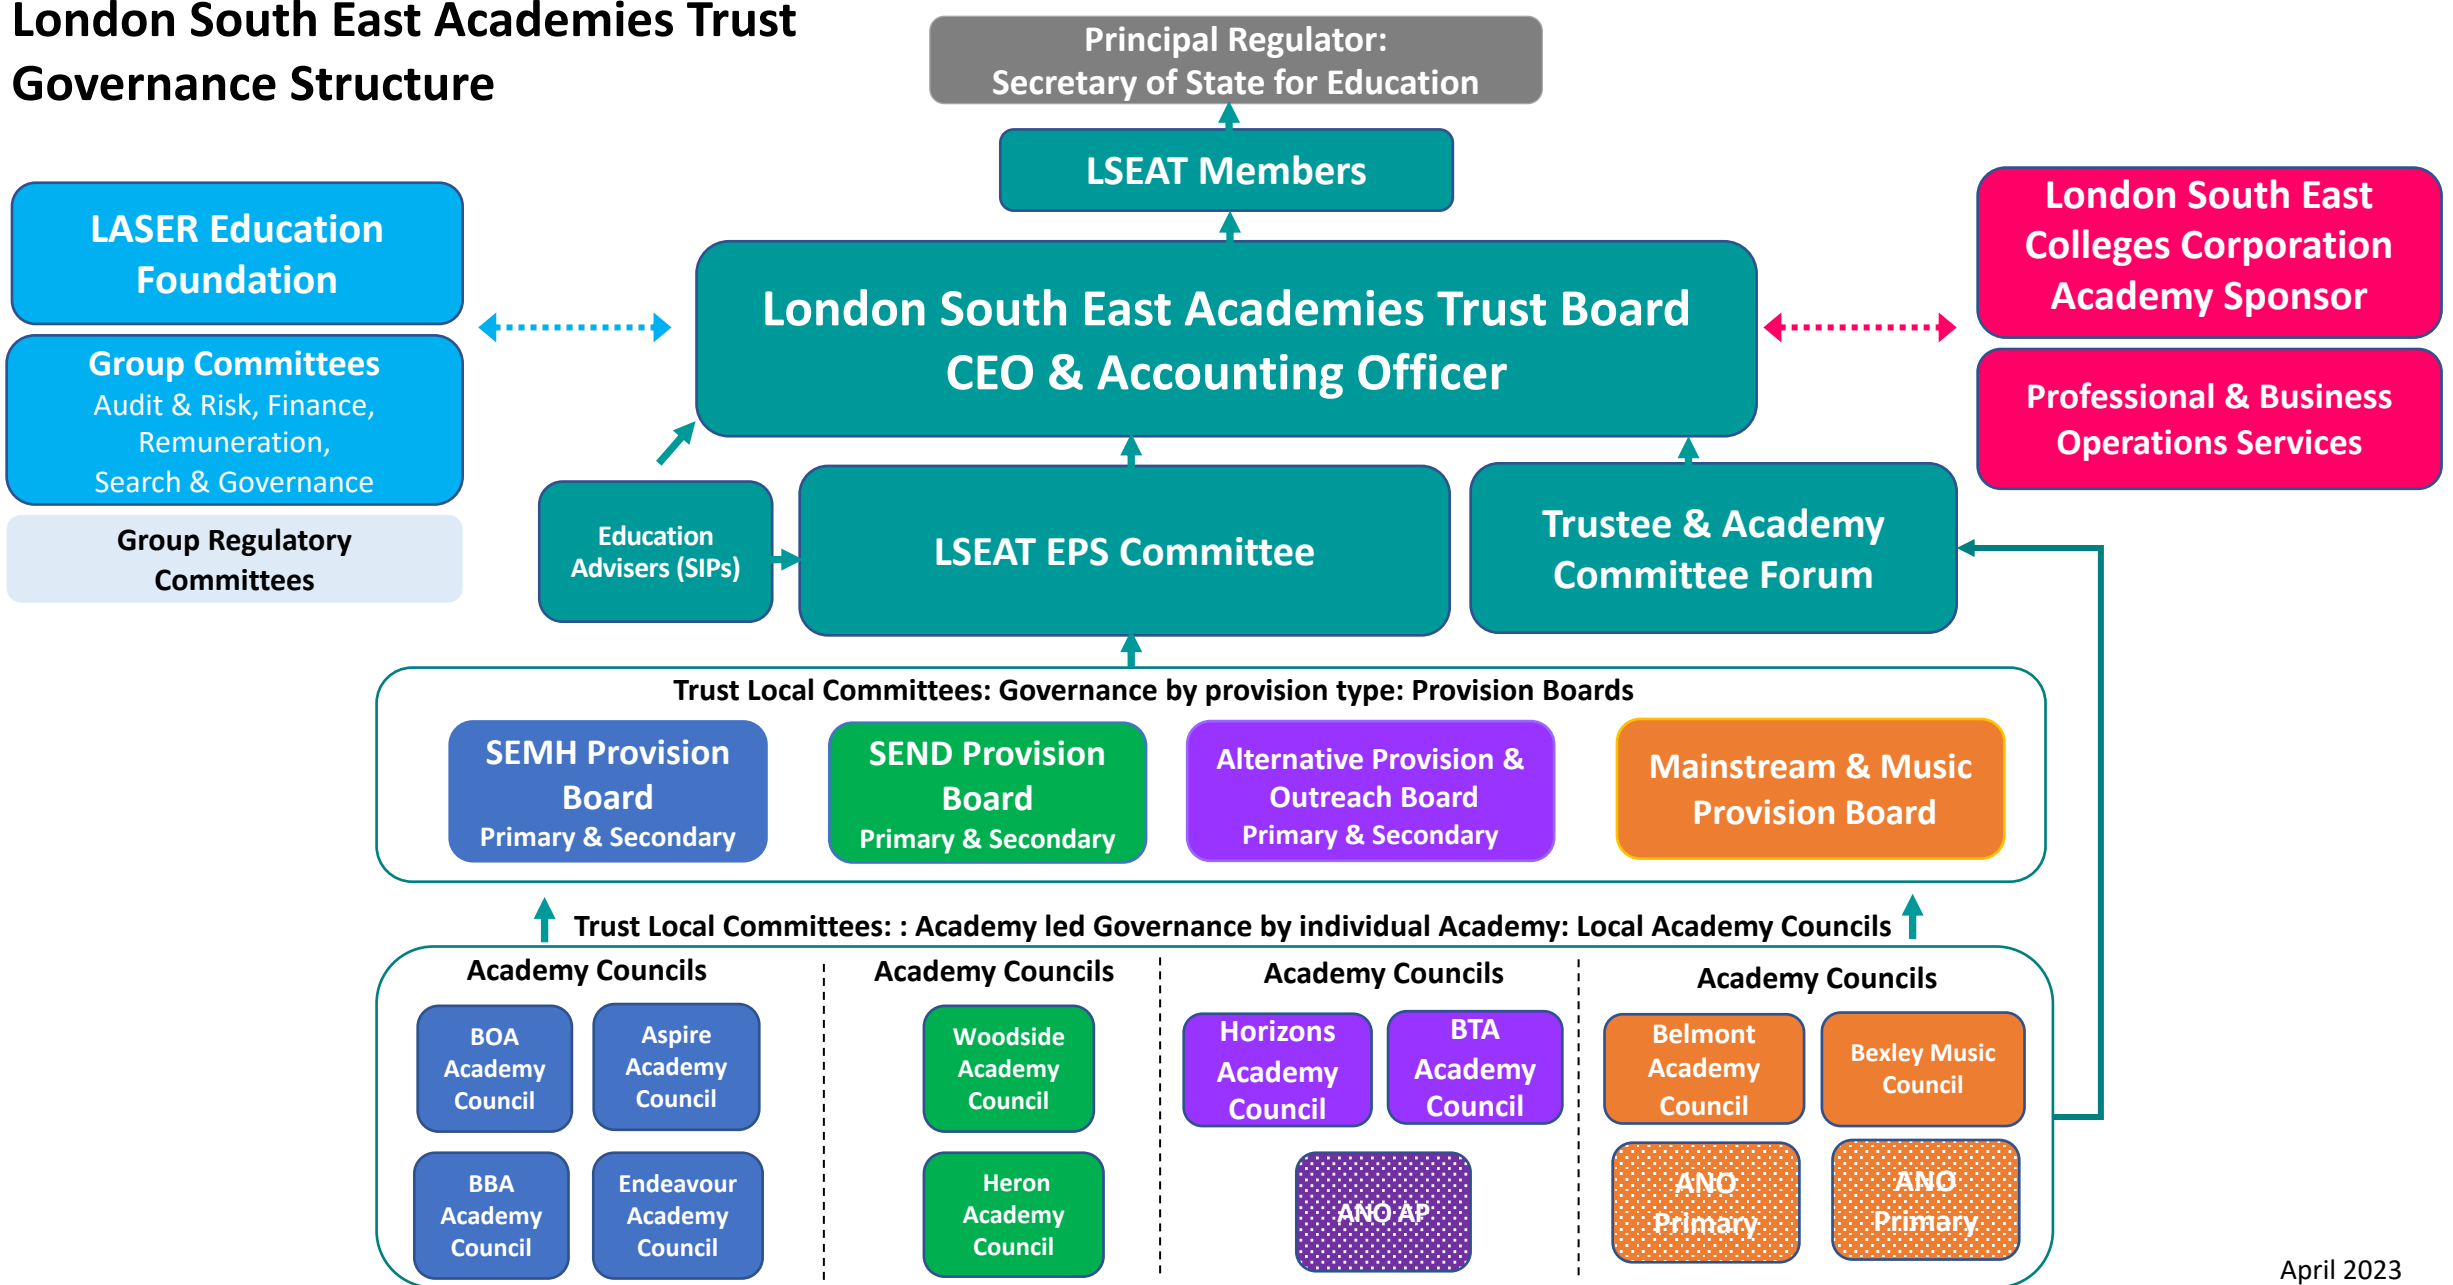 London South East Academies Trust
Governance Structure
Principal Regulator:
Secretary of State for Education
LSEAT Members
LASER Education
Foundation
Group Committees
Audit & Risk, Finance,
Remuneration,
Search & Governance
Group Regulatory
Committees
London South East Academies Trust Board
CEO & Accounting Officer
London South East
Colleges Corporation
Academy Sponsor
Professional & Business
Operations Services
Education
Advisers (SIPs)
LSEAT EPS Committee
Trustee & Academy
Committee Forum
Trust Local Committees: Governance by provision type: Provision Boards
SEMH Provision
Board
Primary & Secondary
SEND Provision
Board
Primary & Secondary
Alternative Provision &
Outreach Board
Primary & Secondary
Mainstream & Music
Provision Board
Trust Local Committees: : Academy led Governance by individual Academy: Local Academy Councils
Academy Councils
BOA
Academy
Council
Aspire
Academy
Council
BBA
Academy
Council
Endeavour
Academy
Council
Academy Councils
Woodside
Academy
Council
Heron
Academy
Council
Academy Councils
Horizons
Academy
Council
BTA
Academy
Council
ANO AP
Academy Councils
Belmont
Academy
Council
Bexley Music
Council
ANO
Primary
ANO
Primary
April 2023